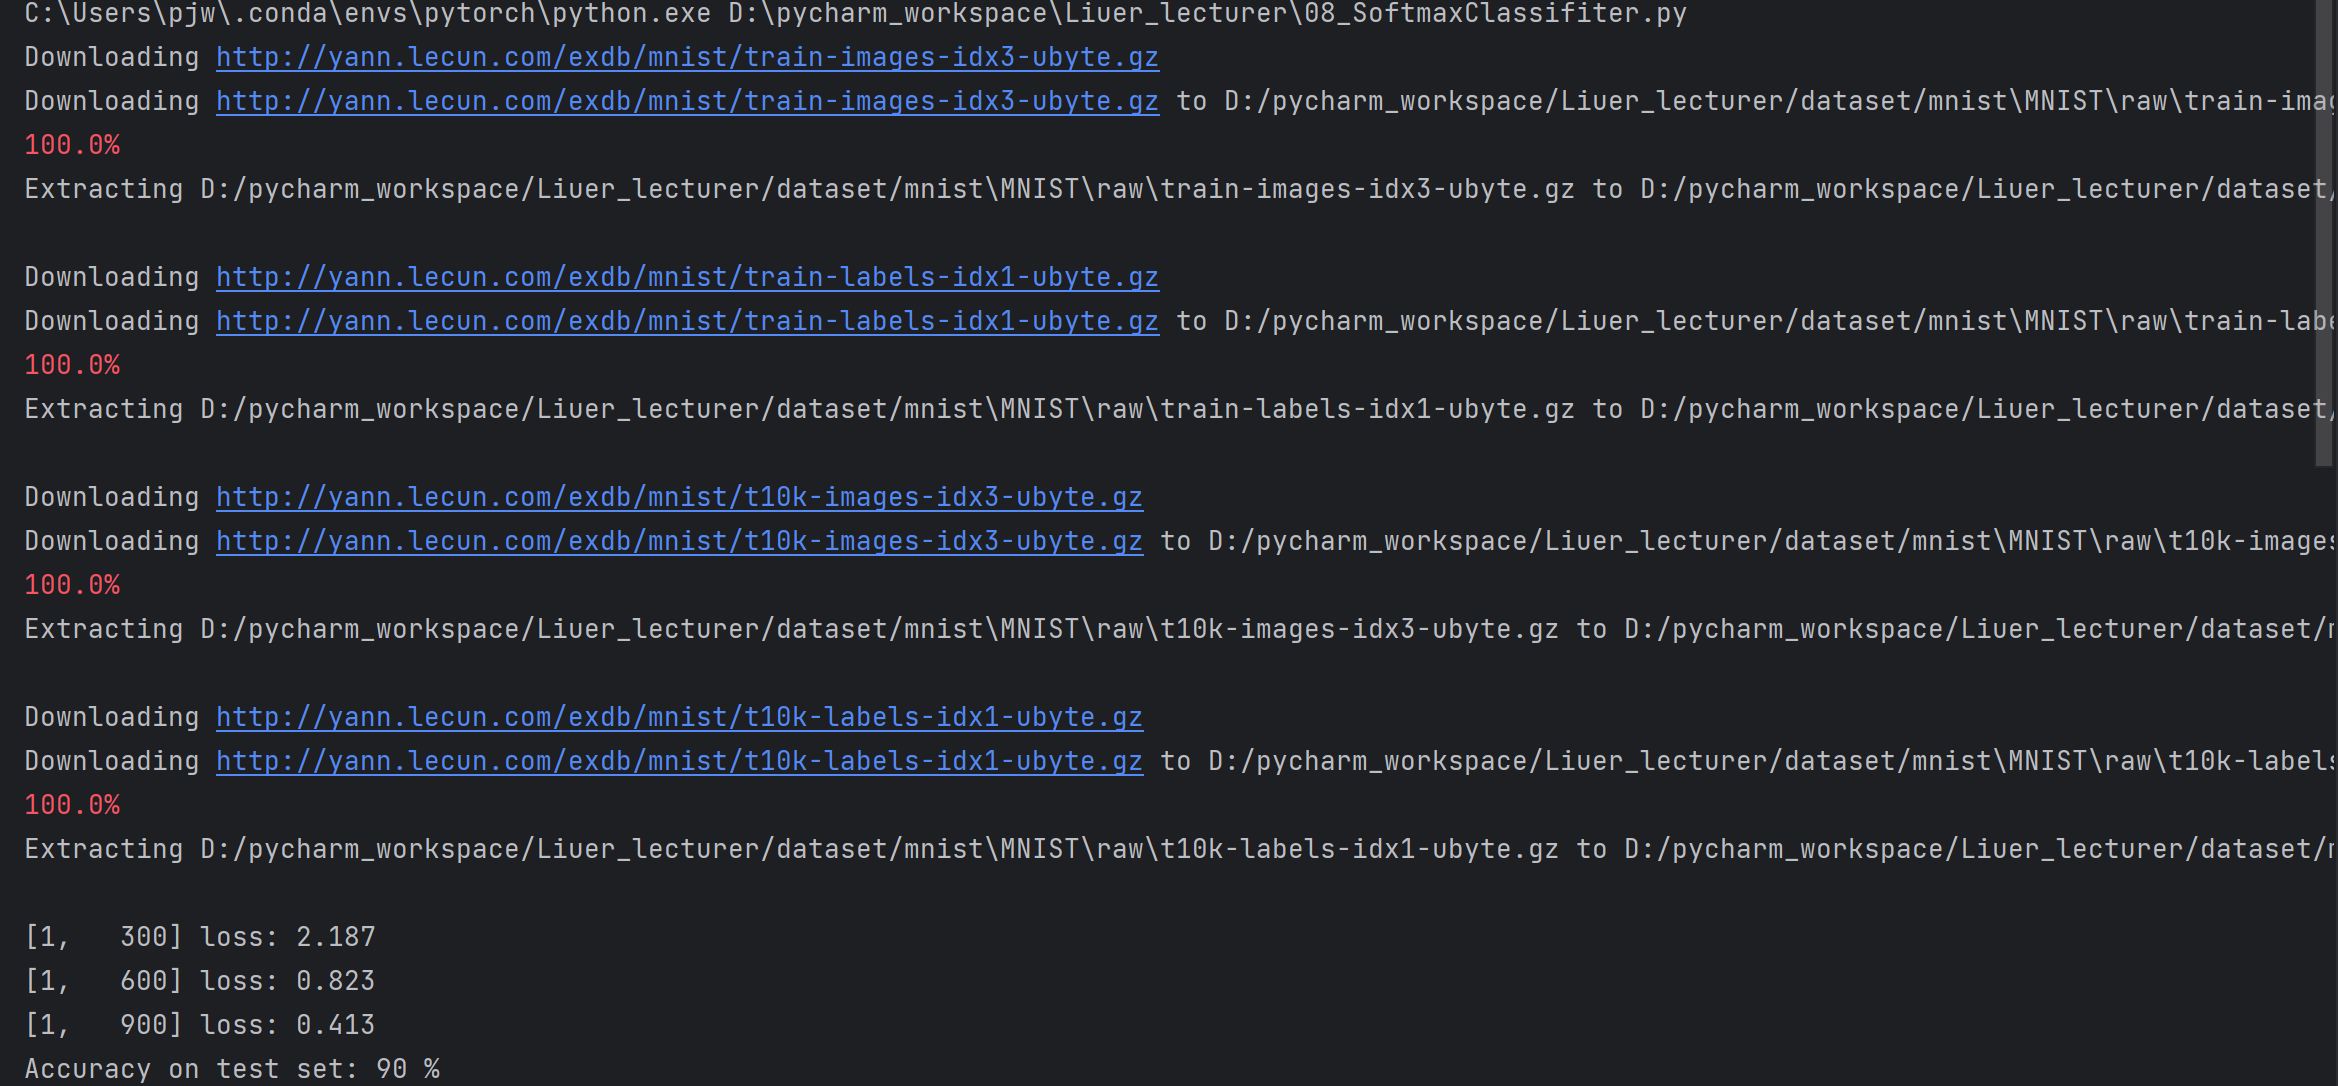 C:\Users\pjw\.conda\envs\pytorch\python.exe D:\pycharm_workspace\Liuer_lecturer\08_SoftmaxClassifiter.py
Downloading http://yann.lecun.com/exdb/mnist/train-images-idx3-ubyte.gz
Downloading http://yann.lecun.com/exdb/mnist/train-images-idx3-ubyte.gz to D:/pycharm_workspace/Liuer_lecturer/dataset/mnist\MNIST\raw\train-imag
100.0%
Extracting D:/pycharm_workspace/Liuer_lecturer/dataset/mnist\MNIST\raw\train-images-idx3-ubyte.gz to D:/pycharm_workspace/Liuer_lecturer/dataset/
Downloading http://yann.lecun.com/exdb/mnist/train-labels-idx1-ubyte.gz
Downloading http://yann.lecun.com/exdb/mnist/train-labels-idx1-ubyte.gz to D:/pycharm_workspace/Liuer_lecturer/dataset/mnist\MNIST\raw\train-labe
100.0%
Extracting D:/pycharm_workspace/Liuer_lecturer/dataset/mnist\MNIST\raw\train-labels-idx1-ubyte.gz to D:/pycharm_workspace/Liuer_lecturer/dataset/
Downloading http://yann.lecun.com/exdb/mnist/t10k-images-idx3-ubyte.gz
Downloading http://yann.lecun.com/exdb/mnist/t10k-images-idx3-ubyte.gz to D:/pycharm_workspace/Liuer_lecturer/dataset/mnist\MNIST\raw\t10k-images
100.0%
Extracting D:/pycharm_workspace/Liuer_lecturer/dataset/mnist\MNIST\raw\t10k-images-idx3-ubyte.gz to D:/pycharm_workspace/Liuer_lecturer/dataset/m
Downloading http://yann.lecun.com/exdb/mnist/t10k-labels-idx1-ubyte.gz
Downloading http://yann.lecun.com/exdb/mnist/t10k-labels-idx1-ubyte.gz to D:/pycharm_workspace/Liuer_lecturer/dataset/mnist\MNIST\raw\t10k-labels
100.0%
Extracting D:/pycharm_workspace/Liuer_lecturer/dataset/mnist\MNIST\raw\t10k-labels-idx1-ubyte.gz to D:/pycharm_workspace/Liuer_lecturer/dataset/m
[1,   300] loss: 2.187
[1,   600] loss: 0.823
[1,   900] loss: 0.413
Accuracy on test set: 90 %